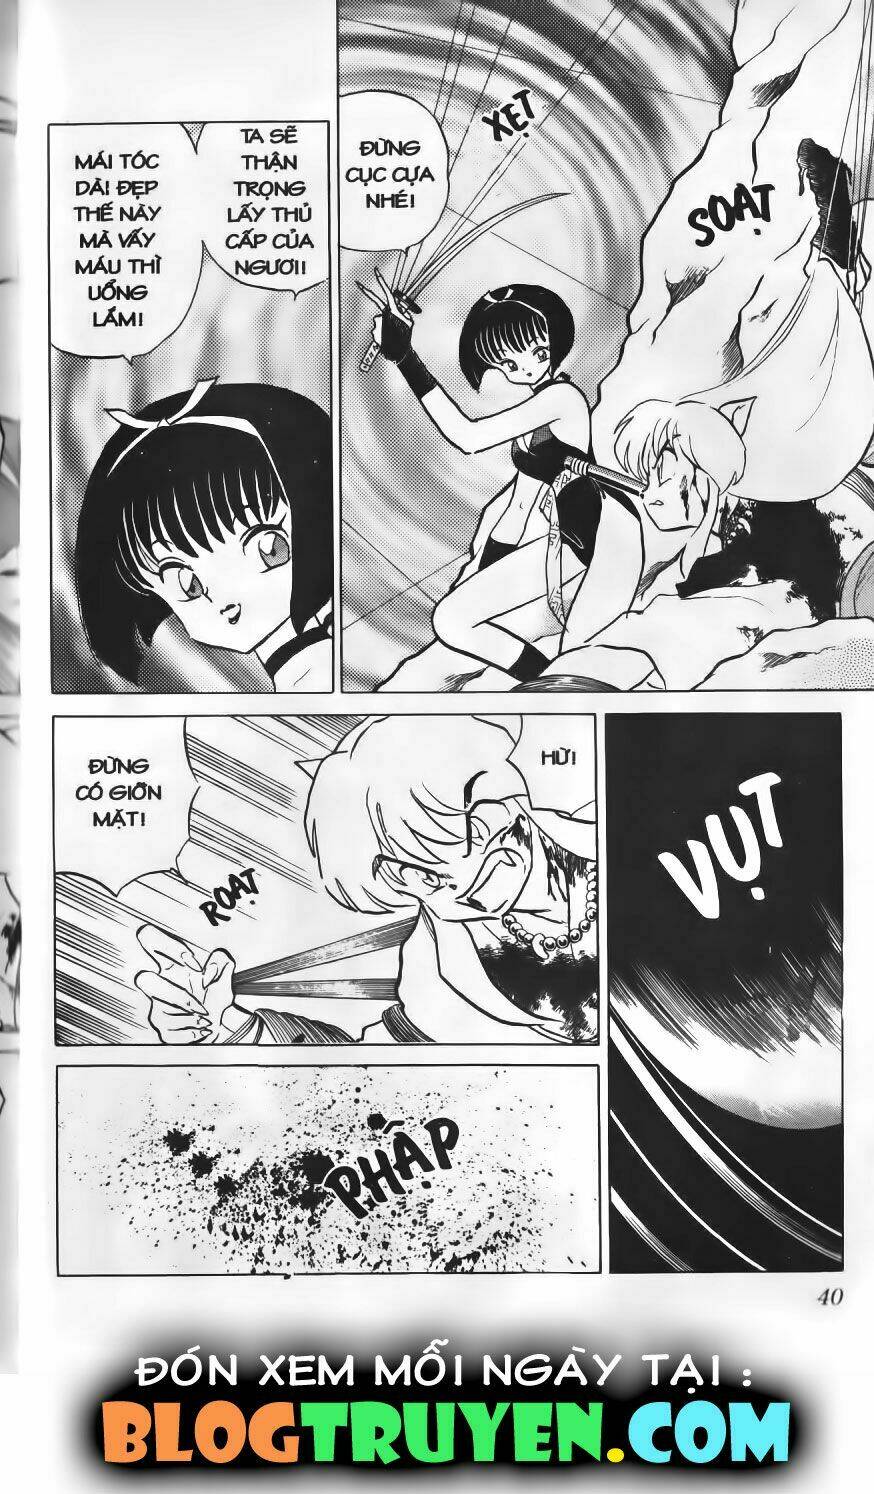 XẸT
ĐỪNG
CỤC CỰA
NHÉ!
SOẠT
TA SẼ
THẬN
TRỌNG
LẤY THỦ
CẤP CỦA
NGƯƠI!
MÁI TÓC
DÀI ĐẸP
THẾ NÀY
MÀ VẤY
MÁU THÌ
UỔNG
LẮM!
HỪ!
ĐỪNG
CÓ GIỠN
MẶT!
ROẠT
VỤT
PHẬP
40
ĐÓN XEM MỖI NGÀY TẠI :
BLOGTRUYEN.COM